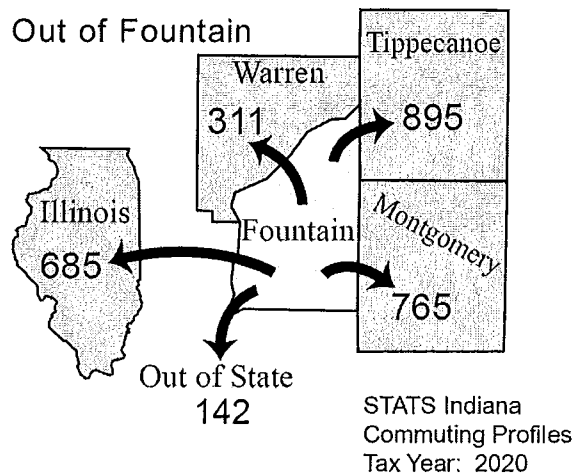 Out of Fountain
Tippecanoe
895
Warren
311
Illinois
685
Fountain
Montgomery
765
Out of State
142
STATS Indiana
Commuting Profiles
Tax Year; 2020